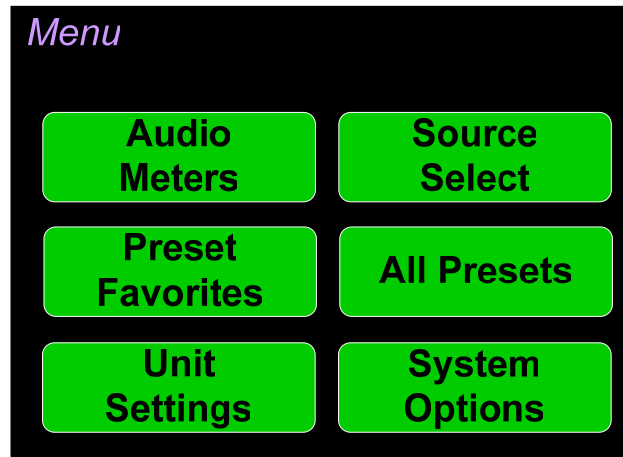 Menu
Audio
Meters
Source
Select
Preset
Favorites
All Presets
Unit
Settings
System
Options